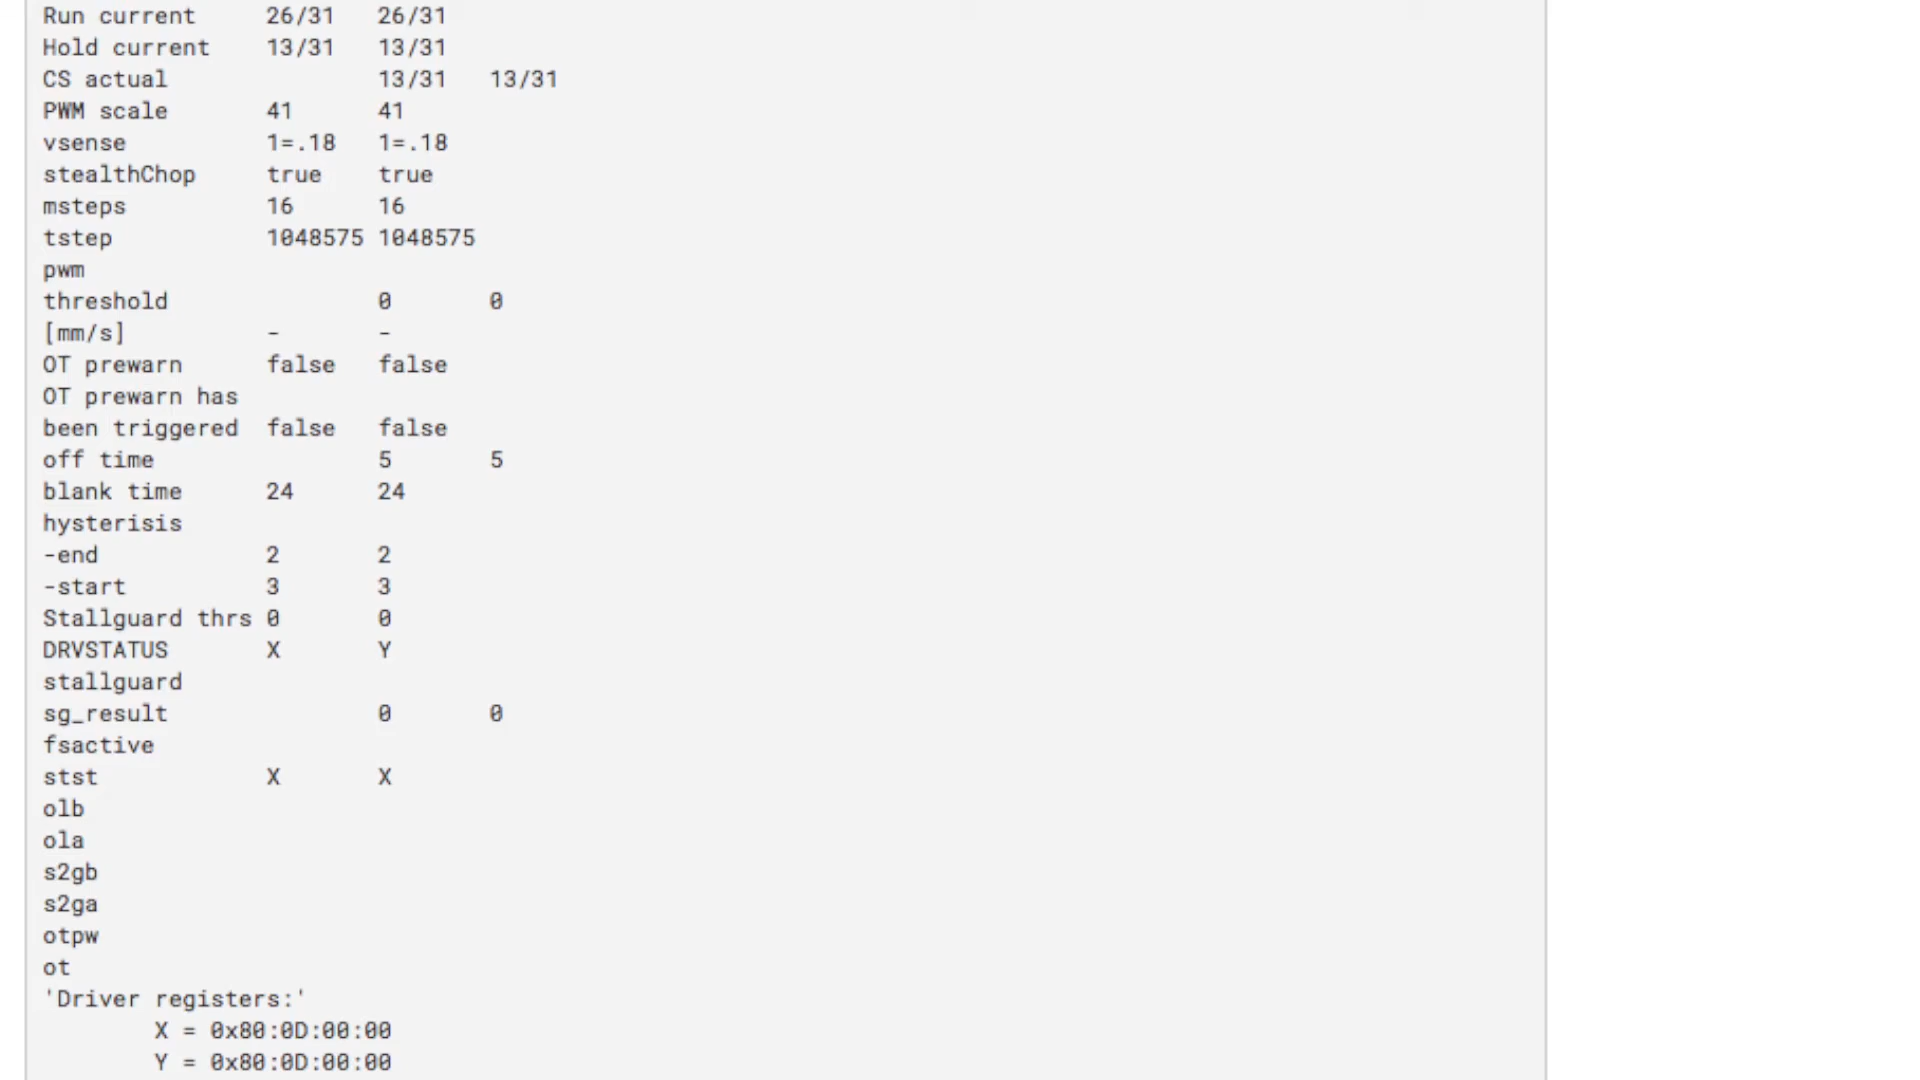 Run current 26/31 26/31
Hold current 13/31 13/31
CS actual 13/31 13/31
PWM scale 41 41
vsense 1=.18 1=.18
stealthChop true true
msteps 16 16
tstep 1048575 1048575
pwm
threshold 0 0
[mm/s] - -
OT prewarn false false
OT prewarn has
been triggered false false
off time 5 5
blank time 24 24
hysterisis
-end 2 2
-start 3 3
Stallguard thrs 0 0
DRVSTATUS X Y
stallguard
sg_result 0 0
fsactive
stst X X
olb
ola
s2gb
s2ga
otpw
ot
'Driver registers:'
X = 0x80:0D:00:00
Y = 0x80:0D:00:00